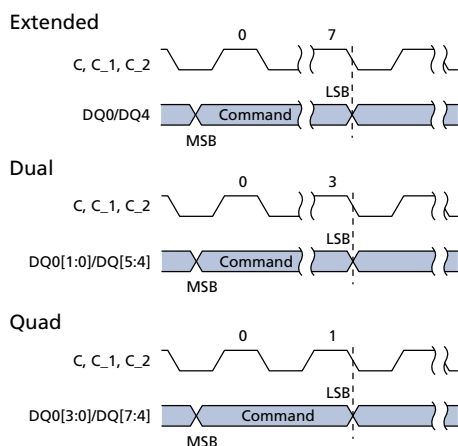 Extended
0 7
C, C_1, C_2
LSB
DQ0/DQ4 Command
MSB
Dual
0 3
C, C_1, C_2
LSB
DQ0[1:0]/DQ[5:4] Command
MSB
Quad
0 1
C, C_1, C_2
LSB
DQ0[3:0]/DQ[7:4] Command
MSB